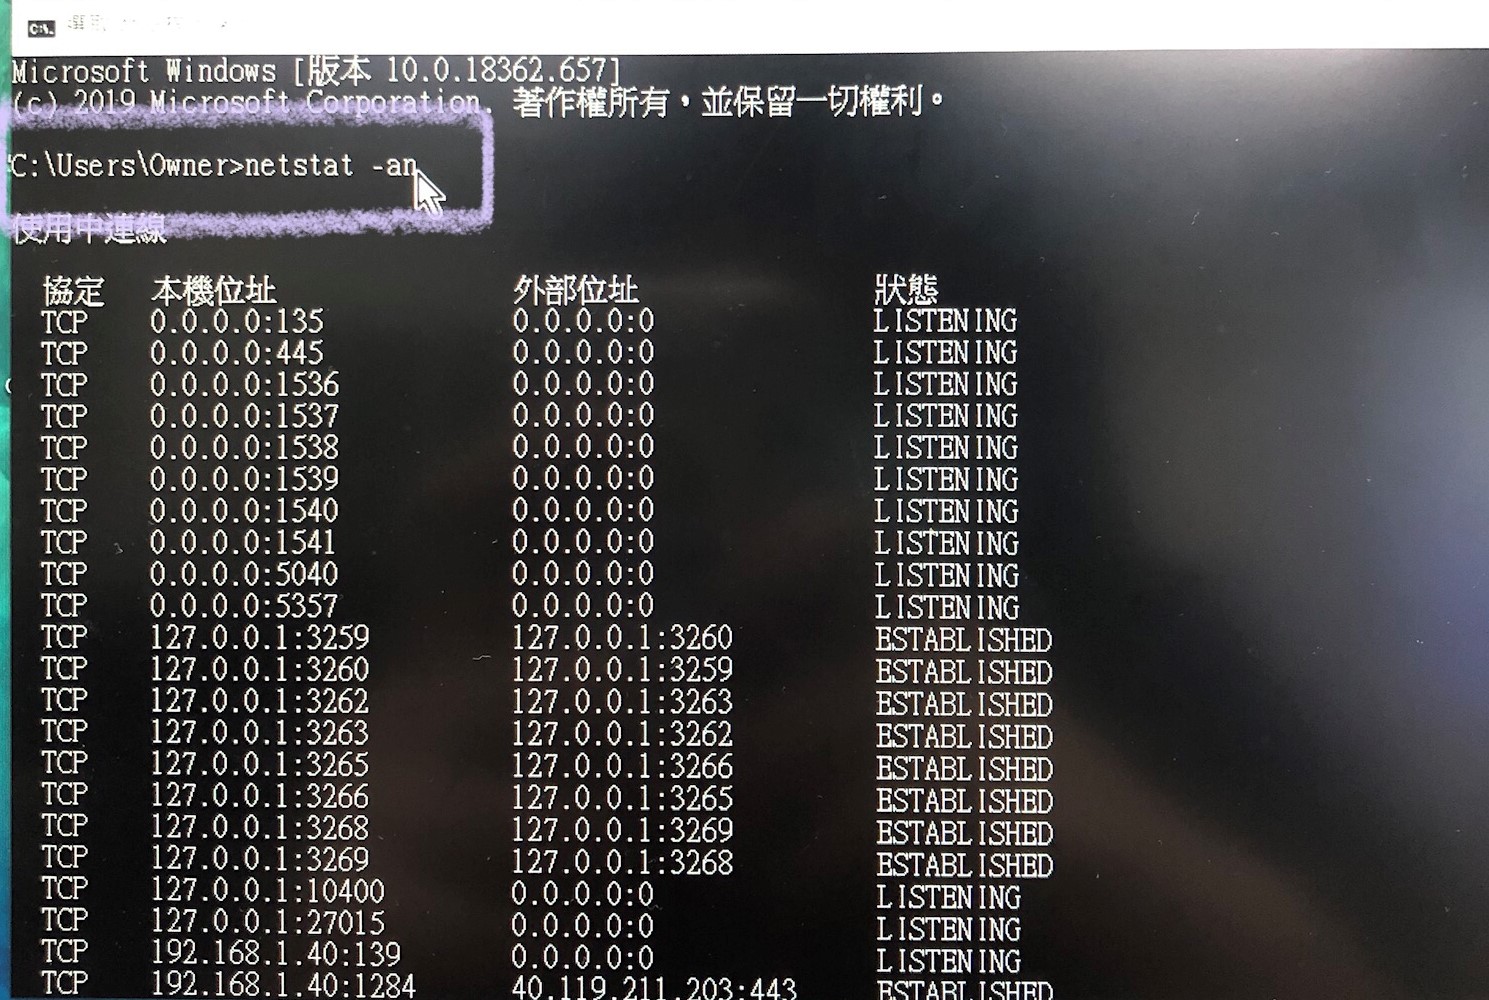 Microsoft Windows [版本 10.0.18362.657]
(c) 2019 Microsoft Corporation. 著作權所有，並保留一切權利。
C:\Users\Owner>netstat -an
使用中連線
協定 本機位址 外部位址 狀態
TCP 0.0.0.0:135 0.0.0.0:0 LISTENING
TCP 0.0.0.0:445 0.0.0.0:0 LISTENING
TCP 0.0.0.0:1536 0.0.0.0:0 LISTENING
TCP 0.0.0.0:1537 0.0.0.0:0 LISTENING
TCP 0.0.0.0:1538 0.0.0.0:0 LISTENING
TCP 0.0.0.0:1539 0.0.0.0:0 LISTENING
TCP 0.0.0.0:1540 0.0.0.0:0 LISTENING
TCP 0.0.0.0:1541 0.0.0.0:0 LISTENING
TCP 0.0.0.0:5040 0.0.0.0:0 LISTENING
TCP 0.0.0.0:5357 0.0.0.0:0 LISTENING
TCP 127.0.0.1:3259 127.0.0.1:3260 ESTABLISHED
TCP 127.0.0.1:3260 127.0.0.1:3259 ESTABLISHED
TCP 127.0.0.1:3262 127.0.0.1:3263 ESTABLISHED
TCP 127.0.0.1:3263 127.0.0.1:3262 ESTABLISHED
TCP 127.0.0.1:3265 127.0.0.1:3266 ESTABLISHED
TCP 127.0.0.1:3266 127.0.0.1:3265 ESTABLISHED
TCP 127.0.0.1:3268 127.0.0.1:3269 ESTABLISHED
TCP 127.0.0.1:3269 127.0.0.1:3268 ESTABLISHED
TCP 127.0.0.1:10400 0.0.0.0:0 LISTENING
TCP 127.0.0.1:27015 0.0.0.0:0 LISTENING
TCP 192.168.1.40:139 0.0.0.0:0 LISTENING
TCP 192.168.1.40:1284 40.119.211.203:443 ESTABLISHED